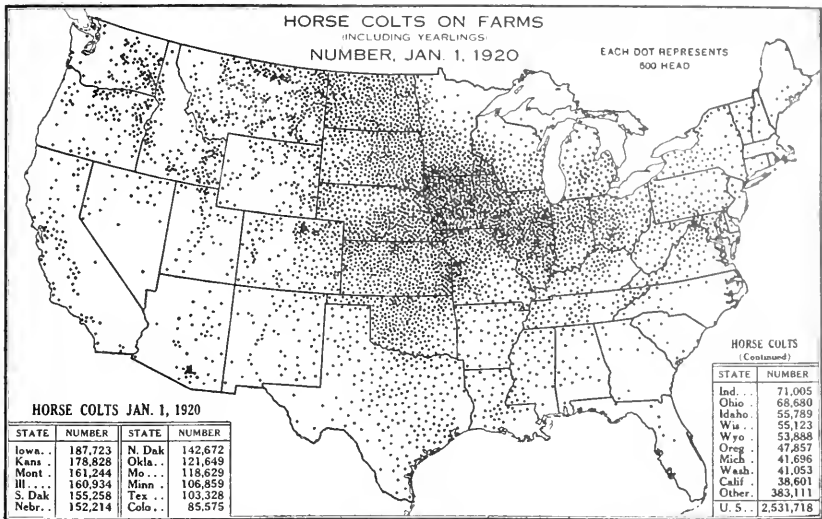 HORSE COLTS ON FARMS
(INCLUDING YEARLINGS)
NUMBER, JAN. 1, 1920
EACH DOT REPRESENTS
500 HEAD
HORSE COLTS JAN. 1, 1920
STATE NUMBER STATE NUMBER
Iowa.. 187,723 N. Dak 142,672
Kans. 178,828 Okla.. 121,649
Mont 161,244 Mo... 118,629
Ill.... 160,934 Minn. 106,859
S. Dak 155,258 Tex.. 103,328
Nebr.. 152,214 Colo.. 85,575
HORSE COLTS
(Continued)
STATE NUMBER
Ind... 71,005
Ohio. 68,680
Idaho. 55,789
Wis.. 55,123
Wyo. 53,888
Oreg. 47,857
Mich. 41,696
Wash. 41,053
Calif. 38,601
Other. 383,111
U. S.. 2,531,718